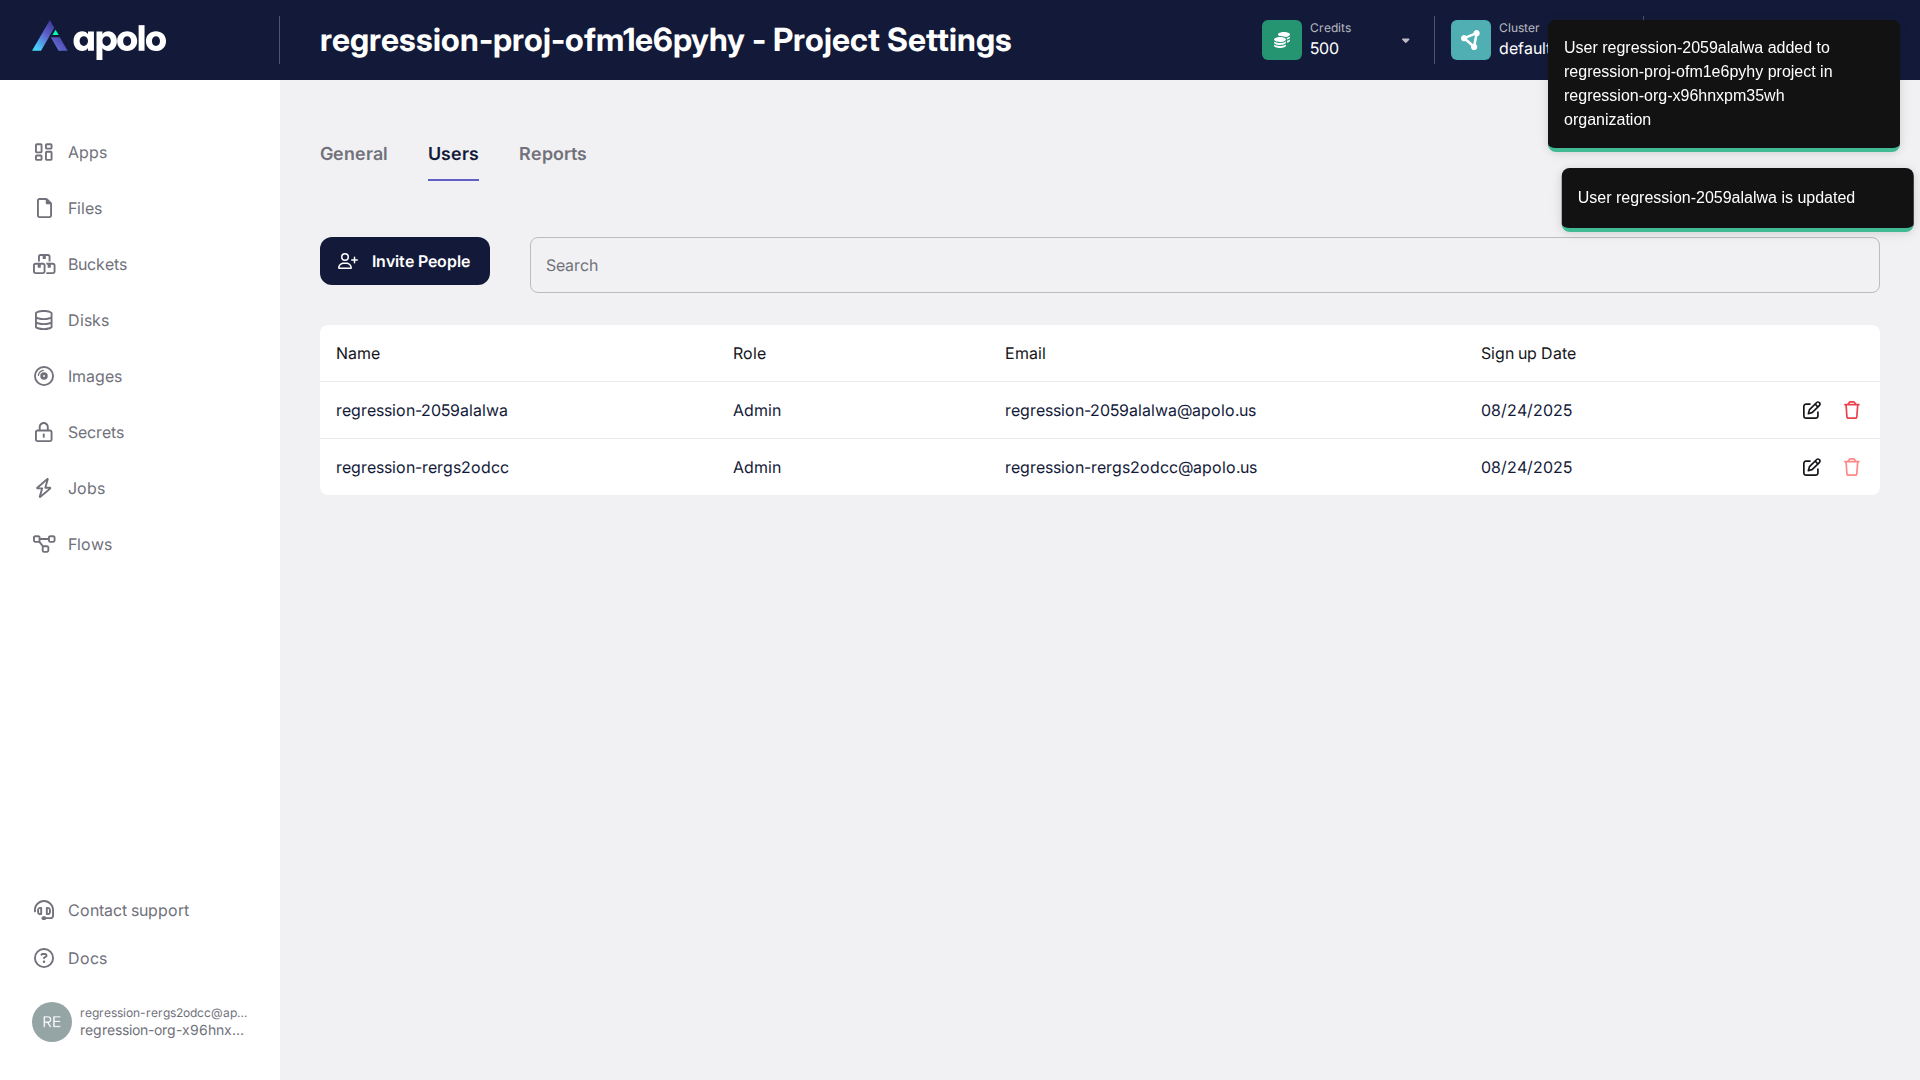 apolo
regression-proj-ofm1e6pyhy - Project Settings
Credits
500
Cluster
default
User regression-2059alalwa added to
regression-proj-ofm1e6pyhy project in
regression-org-x96hnxpm35wh
organization
User regression-2059alalwa is updated
Apps
Files
Buckets
Disks
Images
Secrets
Jobs
Flows
General Users Reports
Invite People
Search
Name Role Email Sign up Date
regression-2059alalwa Admin regression-2059alalwa@apolo.us 08/24/2025
regression-rergs2odcc Admin regression-rergs2odcc@apolo.us 08/24/2025
Contact support
Docs
RE
regression-rergs2odcc@ap...
regression-org-x96hnx...